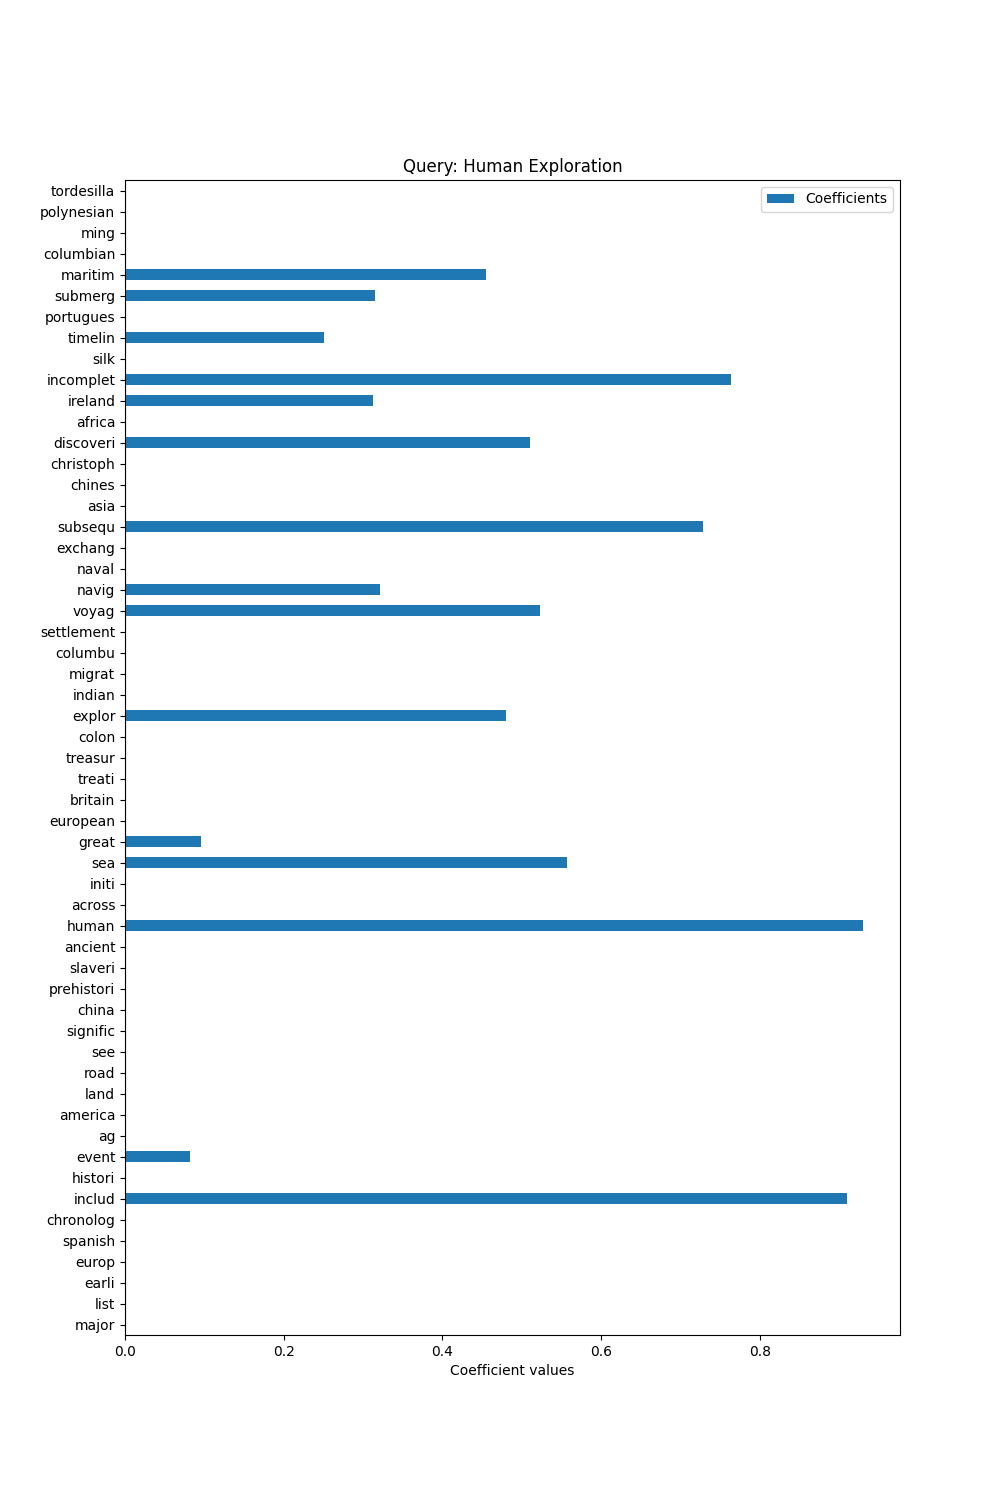 Query: Human Exploration
Coefficients
tordesilla
polynesian
ming
columbian
maritim
submerg
portugues
timelin
silk
incomplet
ireland
africa
discoveri
christoph
chines
asia
subsequ
exchang
naval
navig
voyag
settlement
columbu
migrat
indian
explor
colon
treasur
treati
britain
european
great
sea
initi
across
human
ancient
slaveri
prehistori
china
signific
see
road
land
america
ag
event
histori
includ
chronolog
spanish
europ
earli
list
major
0.0 0.2 0.4 0.6 0.8
Coefficient values